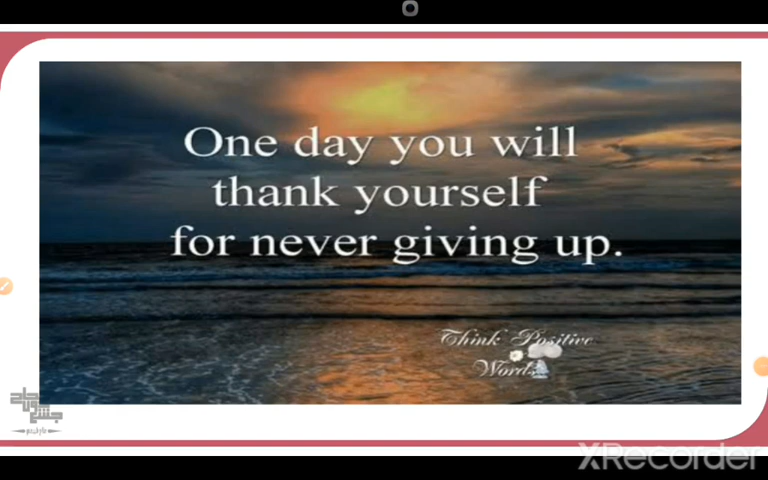 One day you will
thank yourself
for never giving up.
Think Positive
Words
XRecorder